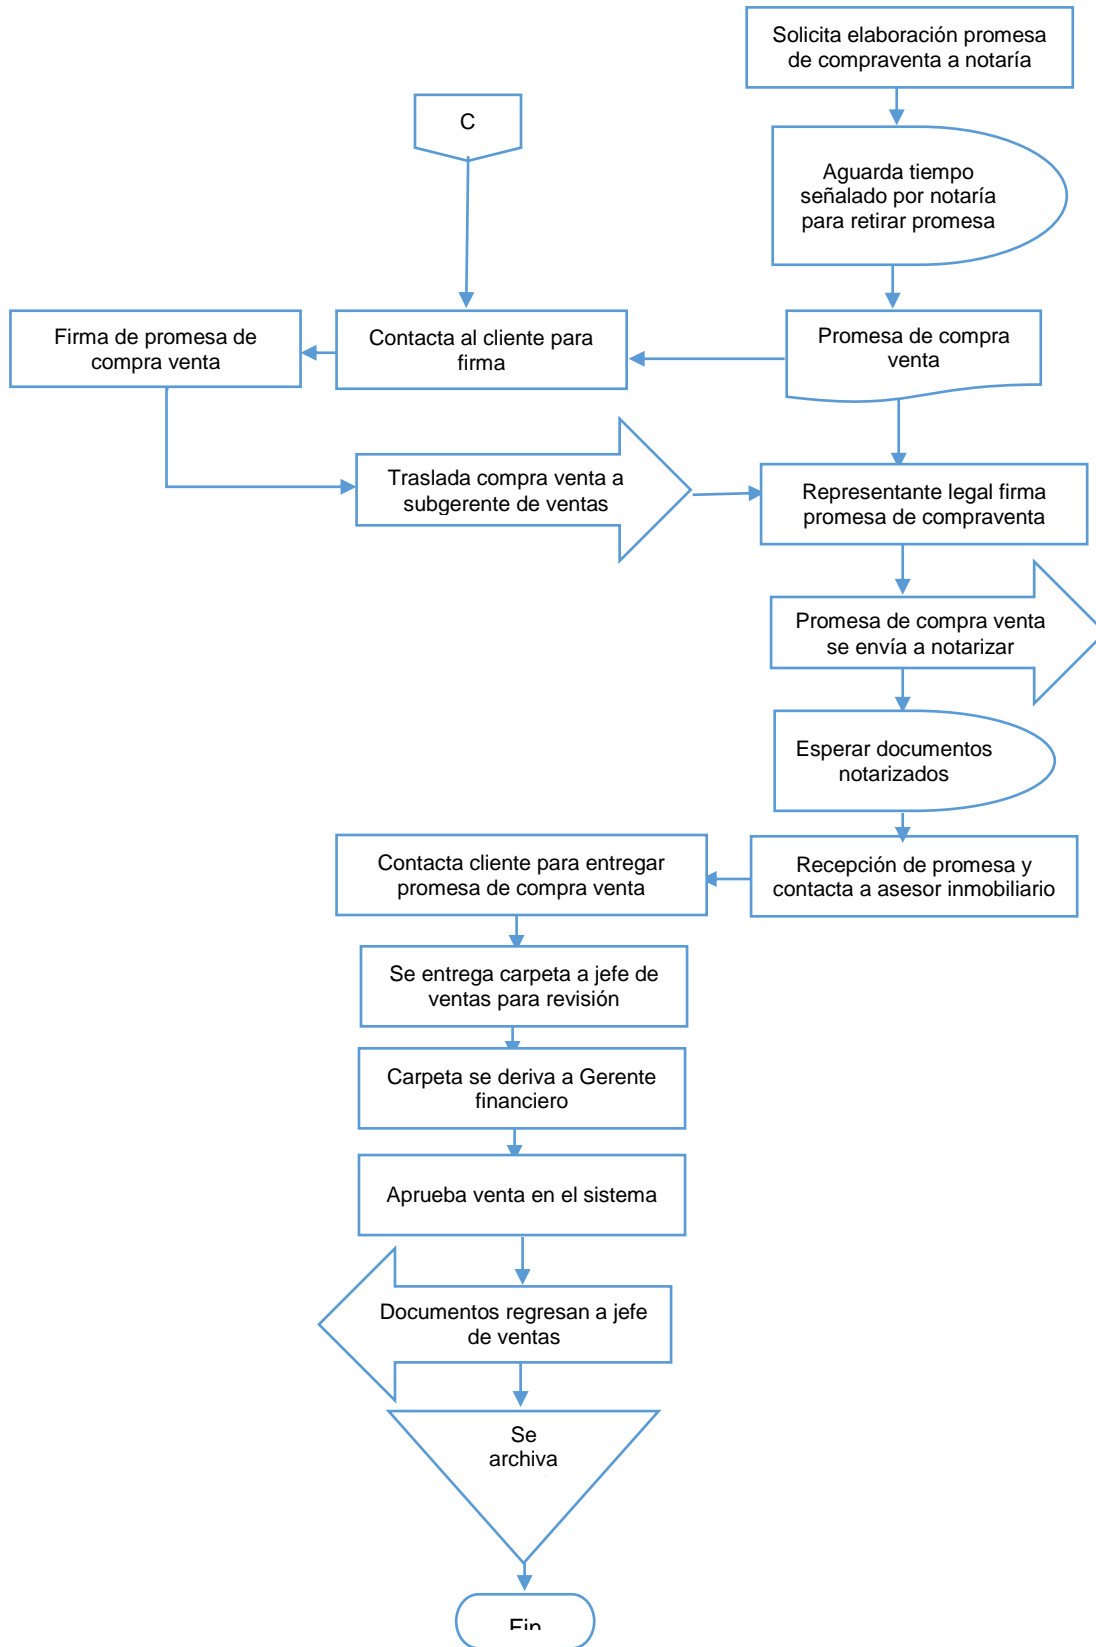 Solicita elaboración promesa
de compraventa a notaría
C
Aguarda tiempo
señalado por notaría
para retirar promesa
Firma de promesa de
compra venta
Contacta al cliente para
firma
Promesa de compra
venta
Traslada compra venta a
subgerente de ventas
Representante legal firma
promesa de compraventa
Promesa de compra venta
se envía a notarizar
Esperar documentos
notarizados
Contacta cliente para entregar
promesa de compra venta
Recepción de promesa y
contacta a asesor inmobiliario
Se entrega carpeta a jefe de
ventas para revisión
Carpeta se deriva a Gerente
financiero
Aprueba venta en el sistema
Documentos regresan a jefe
de ventas
Se
archiva
Fin